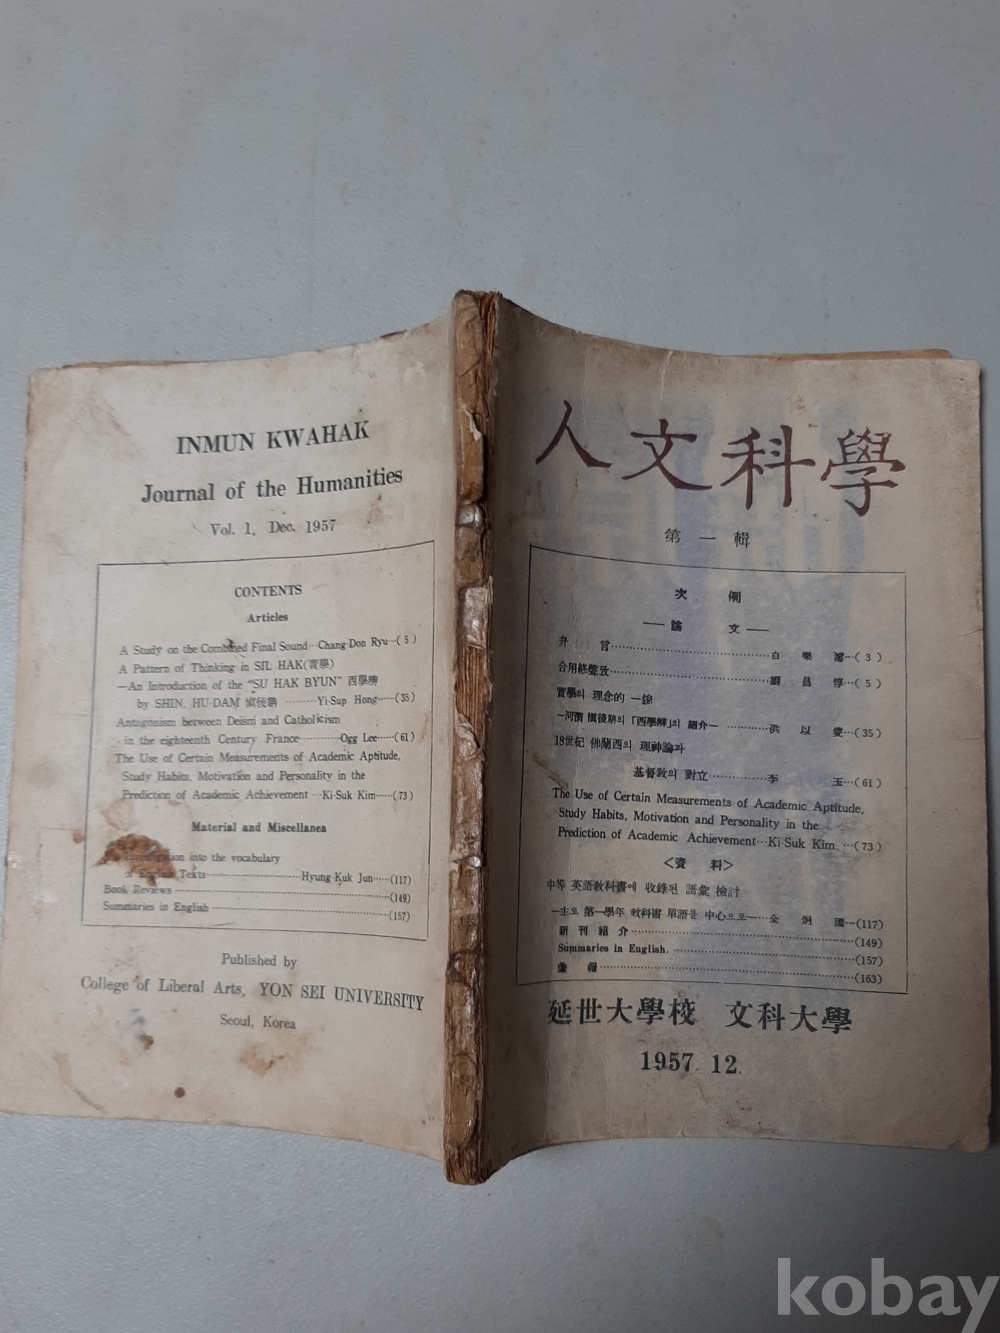 INMUN KWAHAK
Journal of the Humanities
Vol. 1, Dec. 1957
CONTENTS
Articles
A Study on the Combined Final Sound··Chang-Don Ryu···( 5 )
A Pattern of Thinking in SIL HAK(實學)
—An Introduction of the "SU HAK BYUN" 西學辨
by SHIN, HU-DAM 愼後聃 ············Yi-Sup Hong·····(35)
Antagonism between Deism and Catholicism
in the eighteenth Century France···········Ogg Lee·····(61)
The Use of Certain Measurements of Academic Aptitude,
Study Habits, Motivation and Personality in the
Prediction of Academic Achievement ···Ki-Suk Kim·····(73)
Material and Miscellanea
Investigation into the vocabulary
of English Texts························Hyung-Kuk Jun·····(117)
Book Reviews ·······························(149)
Summaries in English ·······························(157)
Published by
College of Liberal Arts, YON SEI UNIVERSITY
Seoul, Korea
人文科學
第一輯
次 例
— 論 文 —
弁 言·······························白 樂 濬···( 3 )
合用終聲攷·······························劉 昌 惇···( 5 )
實學의 理念的 一貌
—河濱 愼後聃의 「西學辨」의 紹介— ···········洪 以 燮···(35)
18世紀 佛蘭西의 理神論과
基督敎의 對立·············李 玉···(61)
The Use of Certain Measurements of Academic Aptitude,
Study Habits, Motivation and Personality in the
Prediction of Academic Achievement···Ki-Suk Kim.···(73)
<資 料>
中等 英語敎科書에 收錄된 語彙 檢討
—主로 第一學年 敎科書 單語를 中心으로—····全 炯 國···(117)
新 刊 紹 介 ·······························(149)
Summaries in English. ·······························(157)
彙 報·······························(163)
延世大學校 文科大學
1957. 12.
kobay